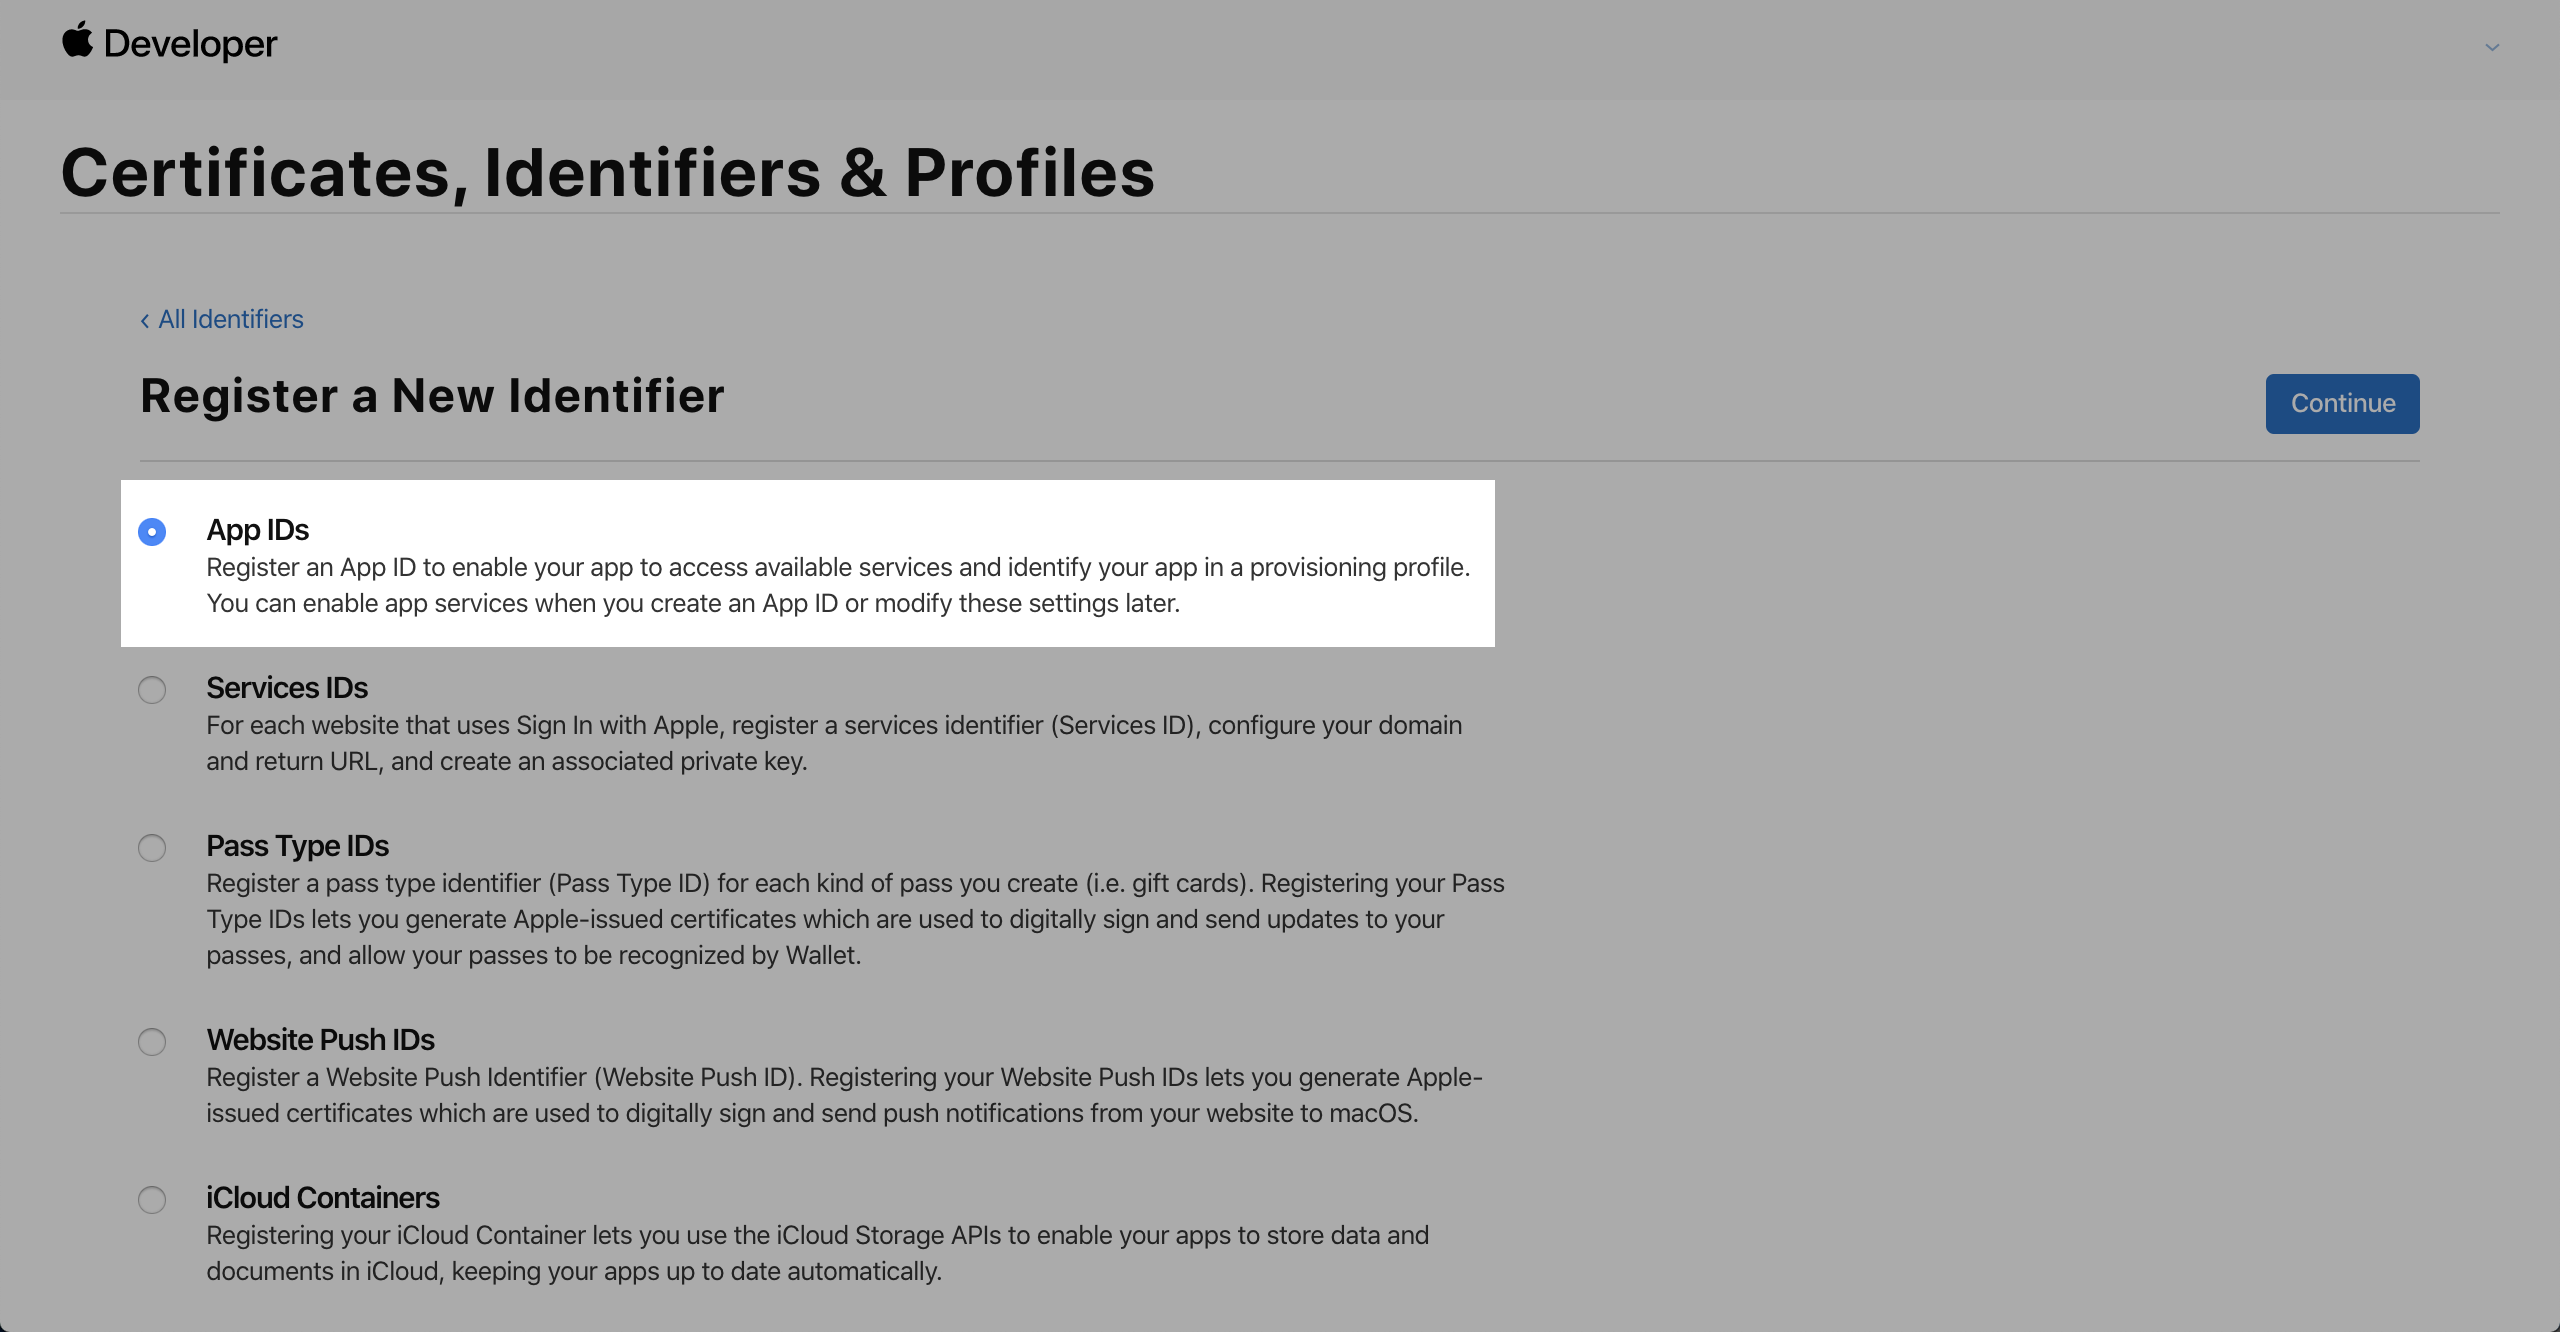 Developer
Certificates, Identifiers & Profiles
‹ All Identifiers
Register a New Identifier
Continue
App IDs
Register an App ID to enable your app to access available services and identify your app in a provisioning profile.
You can enable app services when you create an App ID or modify these settings later.
Services IDs
For each website that uses Sign In with Apple, register a services identifier (Services ID), configure your domain
and return URL, and create an associated private key.
Pass Type IDs
Register a pass type identifier (Pass Type ID) for each kind of pass you create (i.e. gift cards). Registering your Pass
Type IDs lets you generate Apple-issued certificates which are used to digitally sign and send updates to your
passes, and allow your passes to be recognized by Wallet.
Website Push IDs
Register a Website Push Identifier (Website Push ID). Registering your Website Push IDs lets you generate Apple-
issued certificates which are used to digitally sign and send push notifications from your website to macOS.
iCloud Containers
Registering your iCloud Container lets you use the iCloud Storage APIs to enable your apps to store data and
documents in iCloud, keeping your apps up to date automatically.